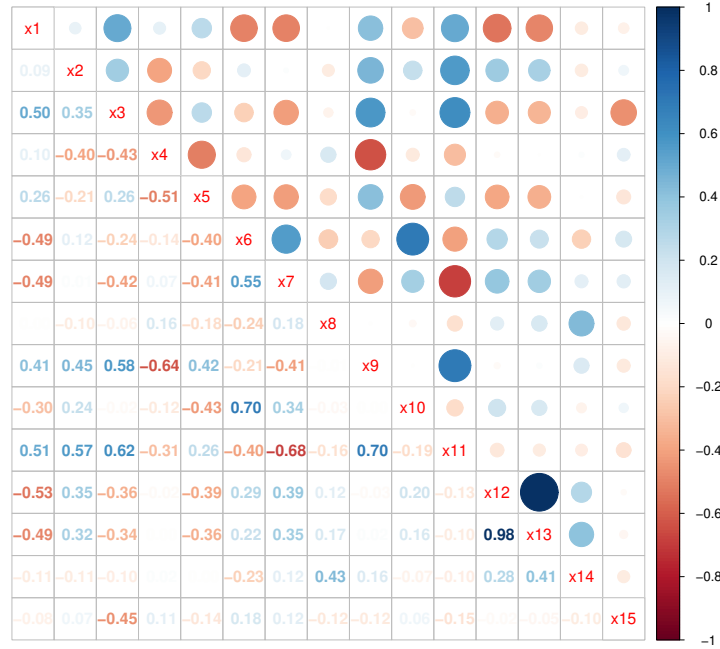 x1
0.09 x2
0.50 0.35 x3
0.10 −0.40 −0.43 x4
0.26 −0.21 0.26 −0.51 x5
−0.49 0.12 −0.24 −0.14 −0.40 x6
−0.49 −0.42 0.07 −0.41 0.55 x7
−0.10 −0.06 0.16 −0.18 −0.24 0.18 x8
0.41 0.45 0.58 −0.64 0.42 −0.21 −0.41 x9
−0.30 0.24 −0.02 −0.12 −0.43 0.70 0.34 −0.03 x10
0.51 0.57 0.62 −0.31 0.26 −0.40 −0.68 −0.16 0.70 −0.19 x11
−0.53 0.35 −0.36 −0.39 0.29 0.39 0.12 0.20 −0.13 x12
−0.49 0.32 −0.34 −0.36 0.22 0.35 0.17 0.16 −0.10 0.98 x13
−0.11 −0.11 −0.10 −0.23 0.12 0.43 0.16 −0.07 −0.10 0.28 0.41 x14
−0.08 0.07 −0.45 0.11 −0.14 0.18 0.12 −0.12 −0.12 0.06 −0.15 −0.02 −0.05 −0.10 x15
1
0.8
0.6
0.4
0.2
0
−0.2
−0.4
−0.6
−0.8
−1